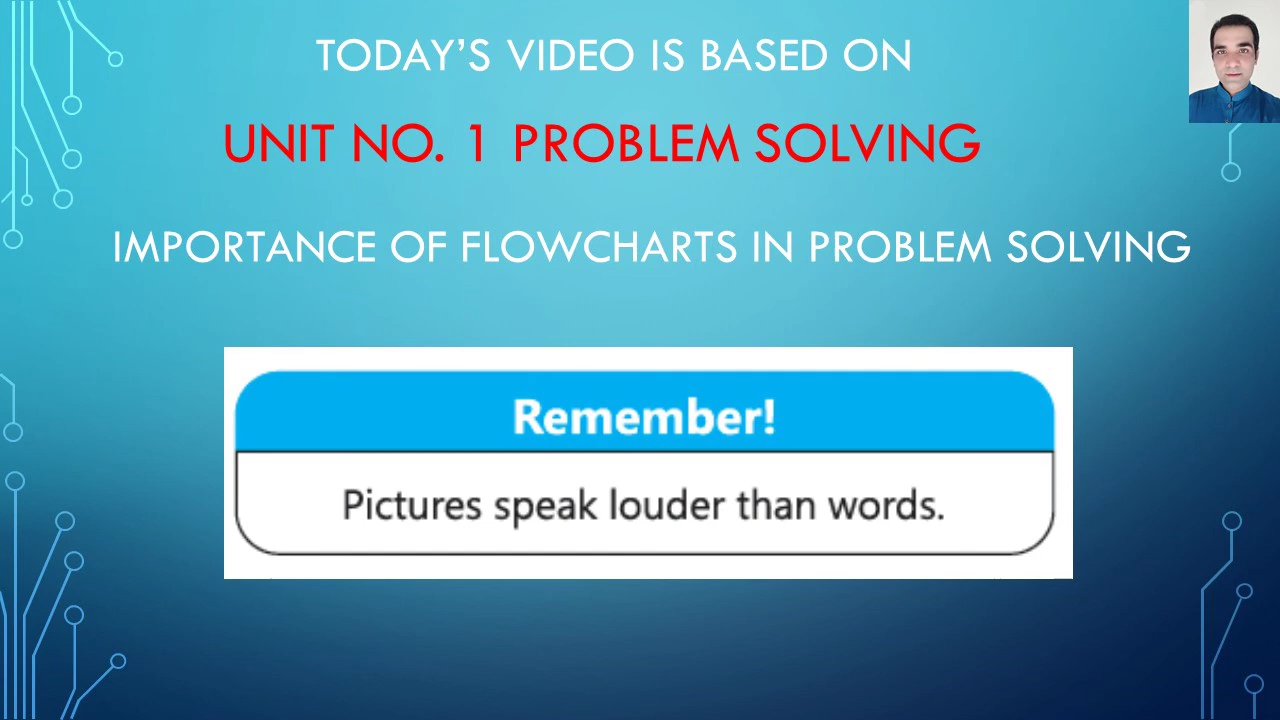 TODAY'S VIDEO IS BASED ON
UNIT NO. 1 PROBLEM SOLVING
IMPORTANCE OF FLOWCHARTS IN PROBLEM SOLVING
Remember!
Pictures speak louder than words.